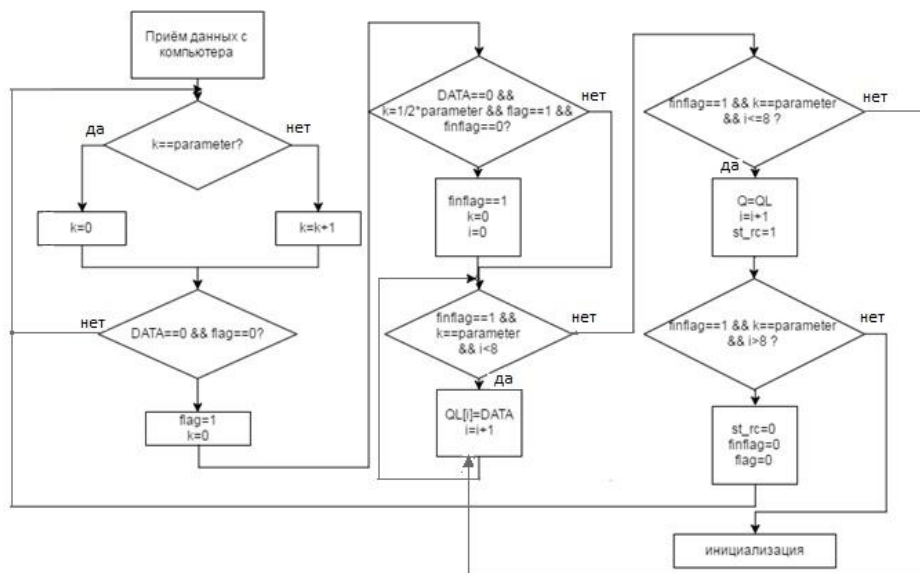 Приём данных с
компьютера
k==parameter?
да
нет
k=0
k=k+1
DATA==0 && flag==0?
нет
flag=1
k=0
DATA==0 &&
k=1/2*parameter && flag==1 &&
finflag==0?
нет
finflag==1
k=0
i=0
finflag==1 &&
k==parameter
&& i<8
нет
да
QL[i]=DATA
i=i+1
finflag==1 && k==parameter
&& i<=8 ?
нет
да
Q=QL
i=i+1
st_rc=1
finflag==1 && k==parameter
&& i>8 ?
нет
st_rc=0
finflag=0
flag=0
инициализация